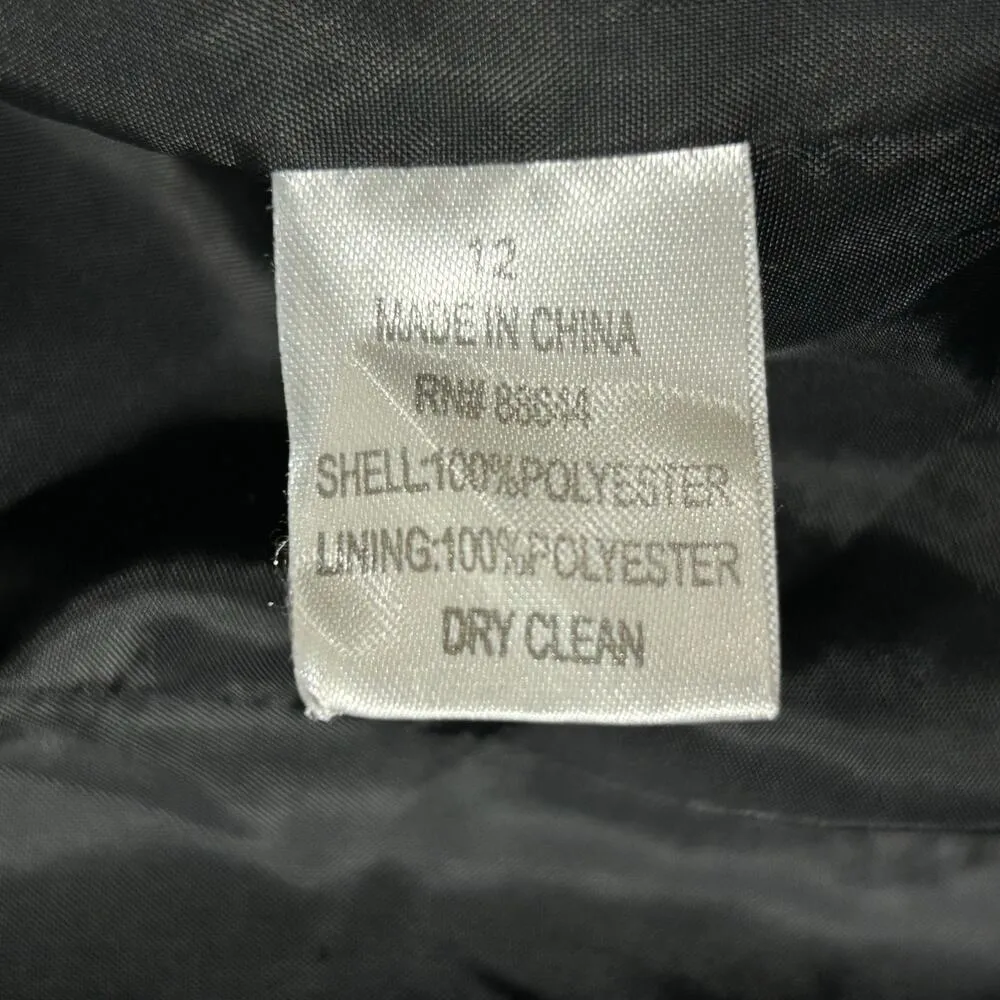 12
MADE IN CHINA
RN#
SHELL:100%POLYESTER
LINING:100%POLYESTER
DRY CLEAN